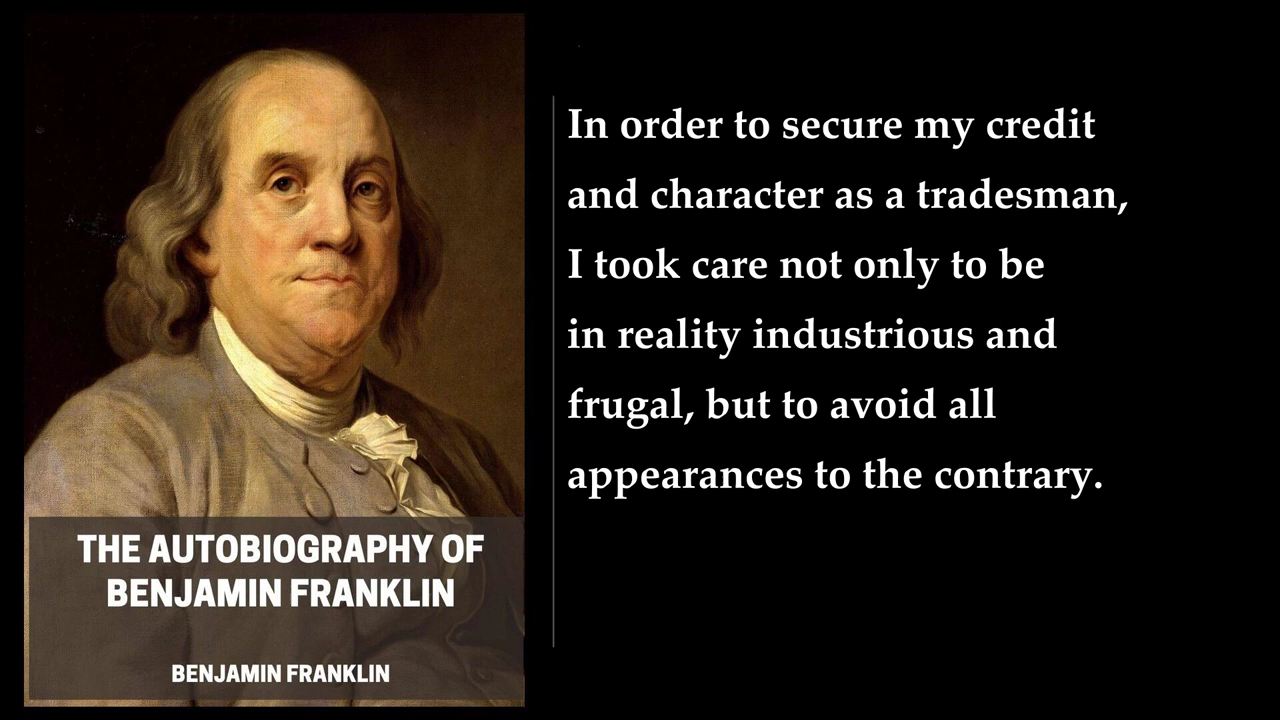 THE AUTOBIOGRAPHY OF
BENJAMIN FRANKLIN
BENJAMIN FRANKLIN
In order to secure my credit
and character as a tradesman,
I took care not only to be
in reality industrious and
frugal, but to avoid all
appearances to the contrary.